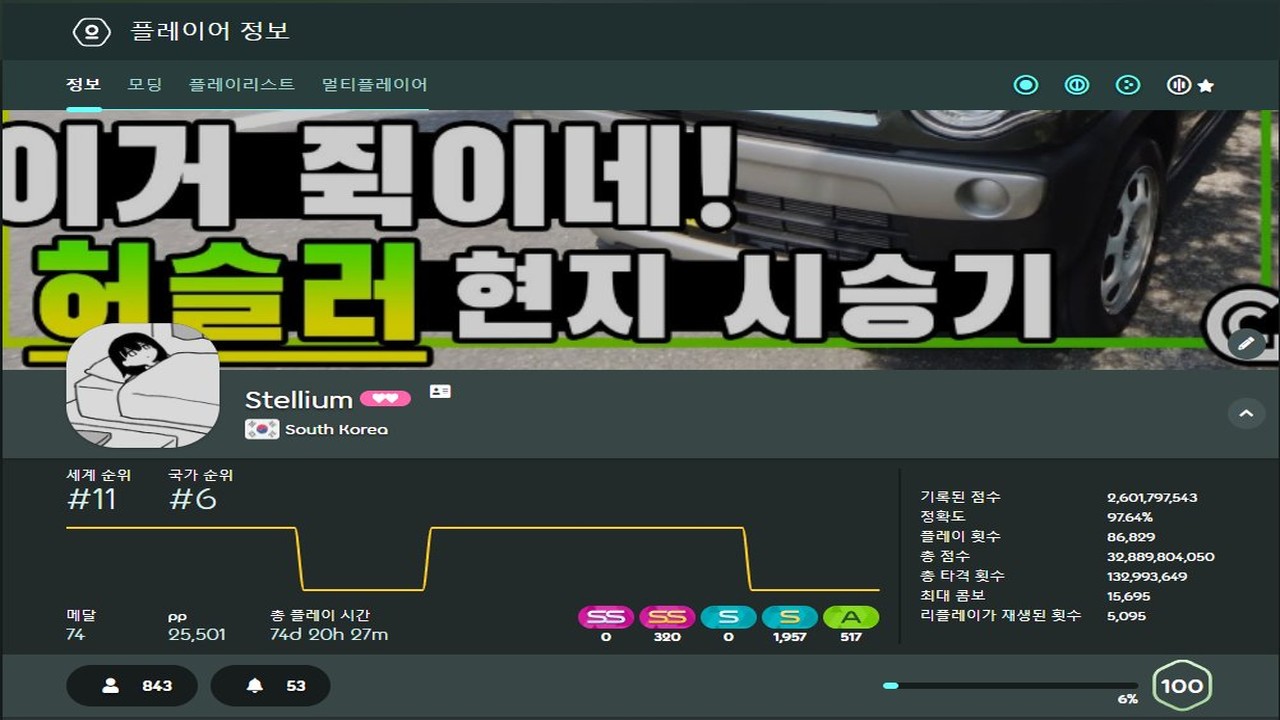 플레이어 정보
정보 모딩 플레이리스트 멀티플레이어
이거 쥑이네!
허슬러 현지 시승기
Stellium
South Korea
세계 순위 국가 순위
#11 #6
메달 pp 총 플레이 시간
74 25,501 74d 20h 27m
SS SS S S A
0 320 0 1,957 517
기록된 점수 2,601,797,543
정확도 97.64%
플레이 횟수 86,829
총 점수 32,889,804,050
총 타격 횟수 132,993,649
최대 콤보 15,695
리플레이가 재생된 횟수 5,095
843 53
6%
100